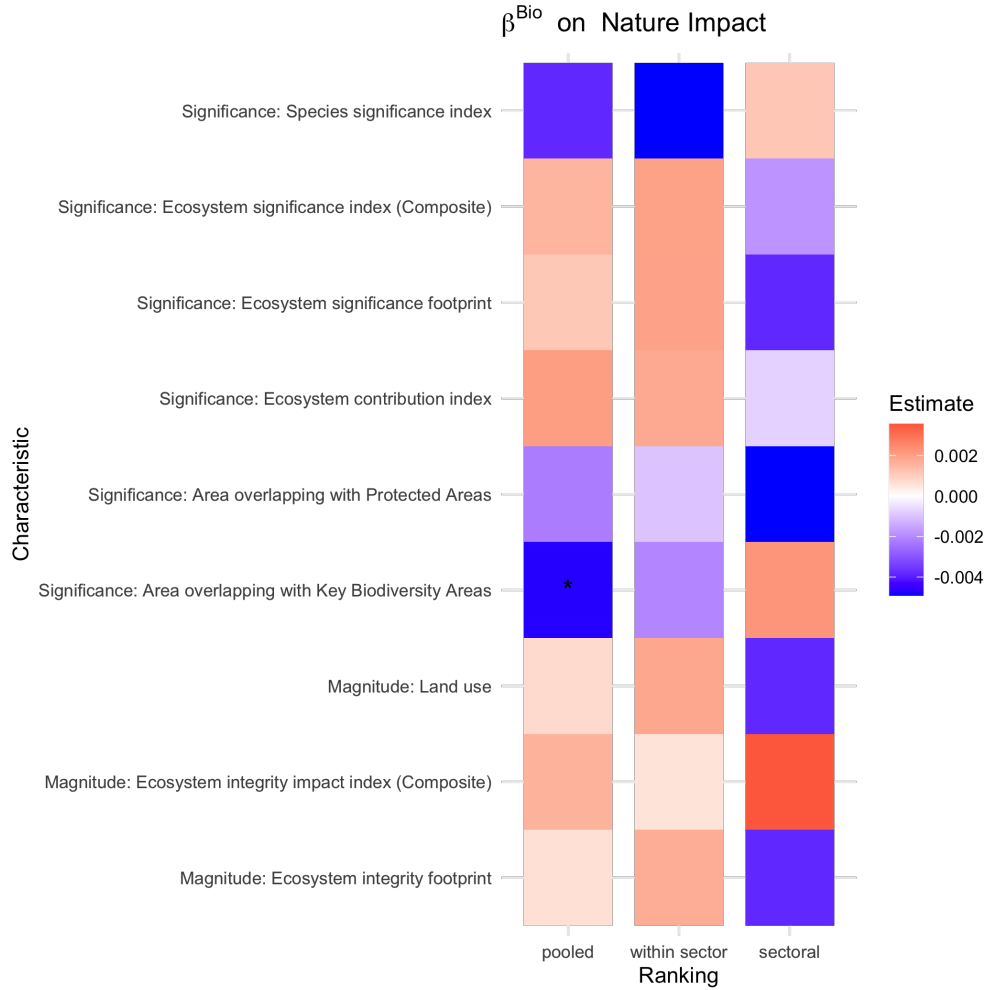 β^Bio on Nature Impact
Significance: Species significance index
Significance: Ecosystem significance index (Composite)
Significance: Ecosystem significance footprint
Significance: Ecosystem contribution index
Significance: Area overlapping with Protected Areas
Significance: Area overlapping with Key Biodiversity Areas
*
Magnitude: Land use
Magnitude: Ecosystem integrity impact index (Composite)
Magnitude: Ecosystem integrity footprint
Characteristic
pooled within sector sectoral
Ranking
Estimate
0.002
0.000
-0.002
-0.004